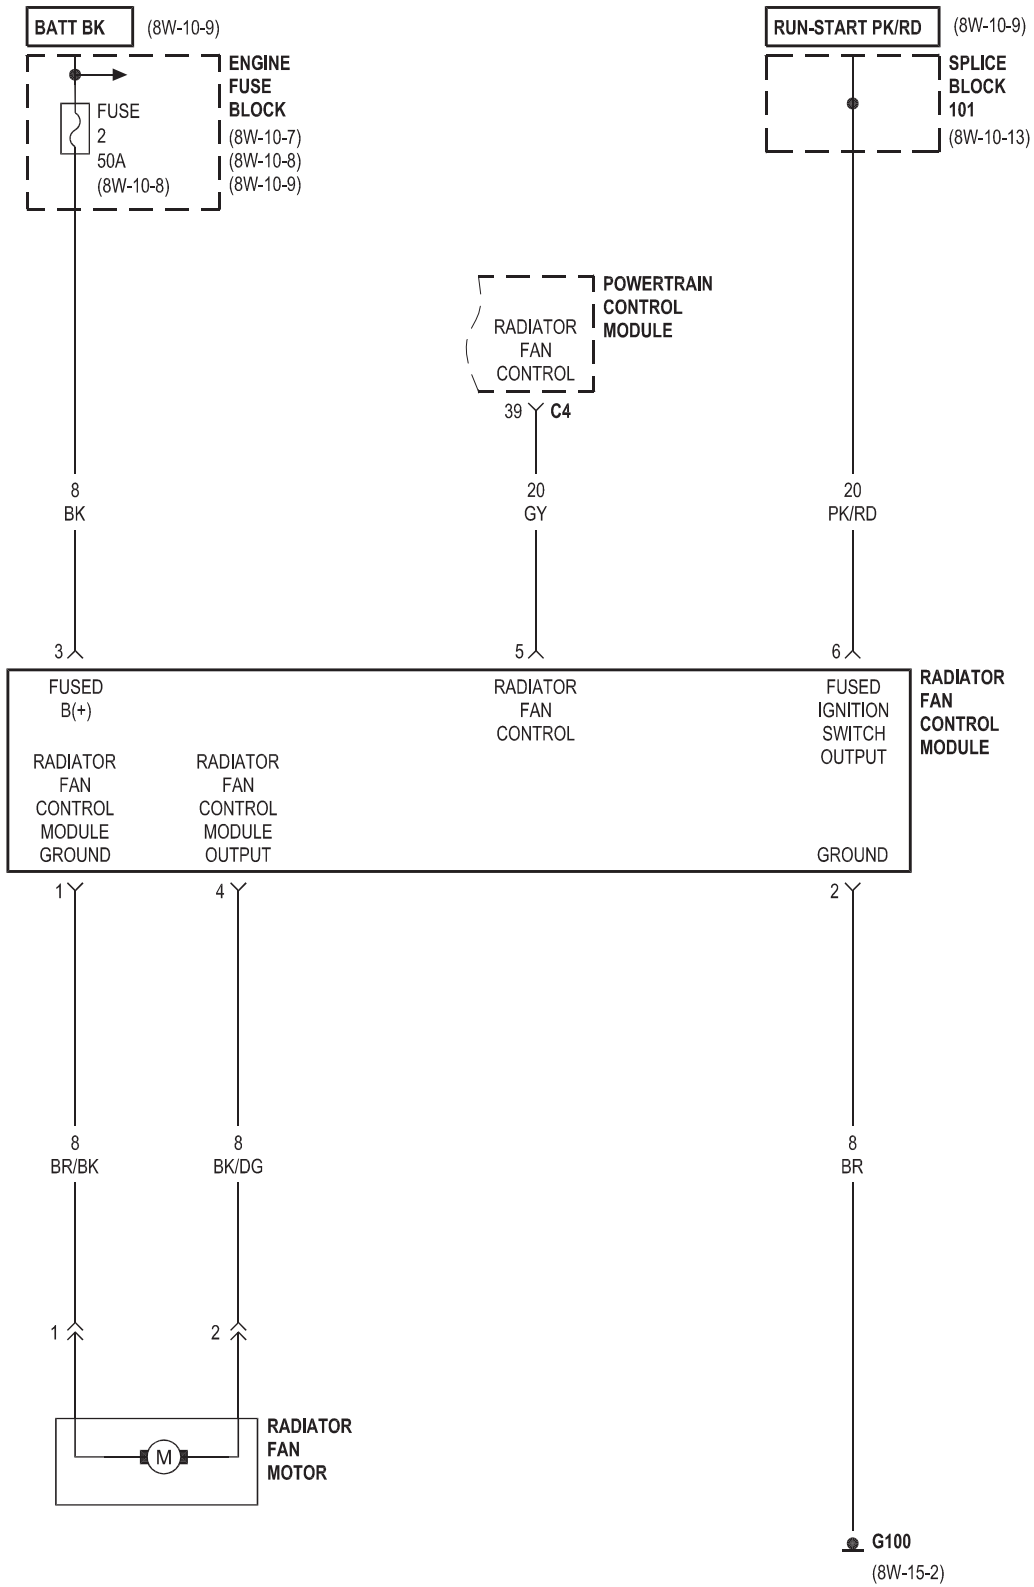 BATT BK (8W-10-9)
RUN-START PK/RD (8W-10-9)
ENGINE
FUSE
BLOCK
(8W-10-7)
(8W-10-8)
(8W-10-9)
FUSE
2
50A
(8W-10-8)
SPLICE
BLOCK
101
(8W-10-13)
POWERTRAIN
CONTROL
MODULE
RADIATOR
FAN
CONTROL
39 C4
8
BK
20
GY
20
PK/RD
3
5
6
FUSED
B(+)
RADIATOR
FAN
CONTROL
FUSED
IGNITION
SWITCH
OUTPUT
RADIATOR
FAN
CONTROL
MODULE
RADIATOR
FAN
CONTROL
MODULE
GROUND
RADIATOR
FAN
CONTROL
MODULE
OUTPUT
GROUND
1
4
2
8
BR/BK
8
BK/DG
8
BR
1
2
M
RADIATOR
FAN
MOTOR
G100
(8W-15-2)